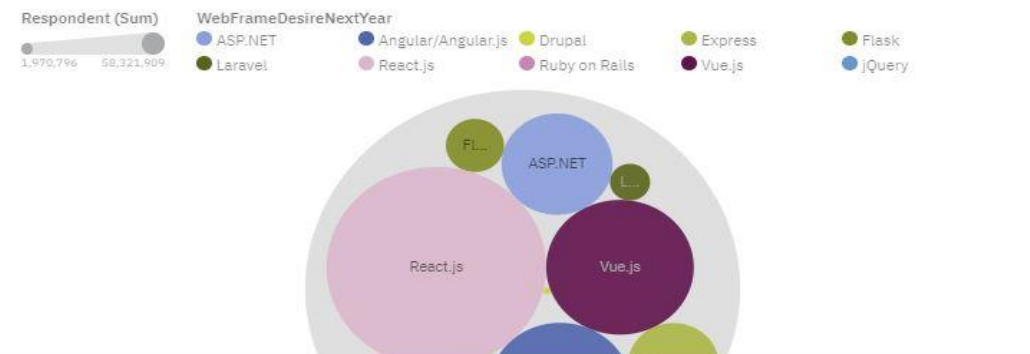 Respondent (Sum)
1,970,796 58,321,909
WebFrameDesireNextYear
ASP.NET Angular/Angular.js Drupal Express Flask
Laravel React.js Ruby on Rails Vue.js jQuery
Fl...
ASP.NET
L...
React.js
Vue.js